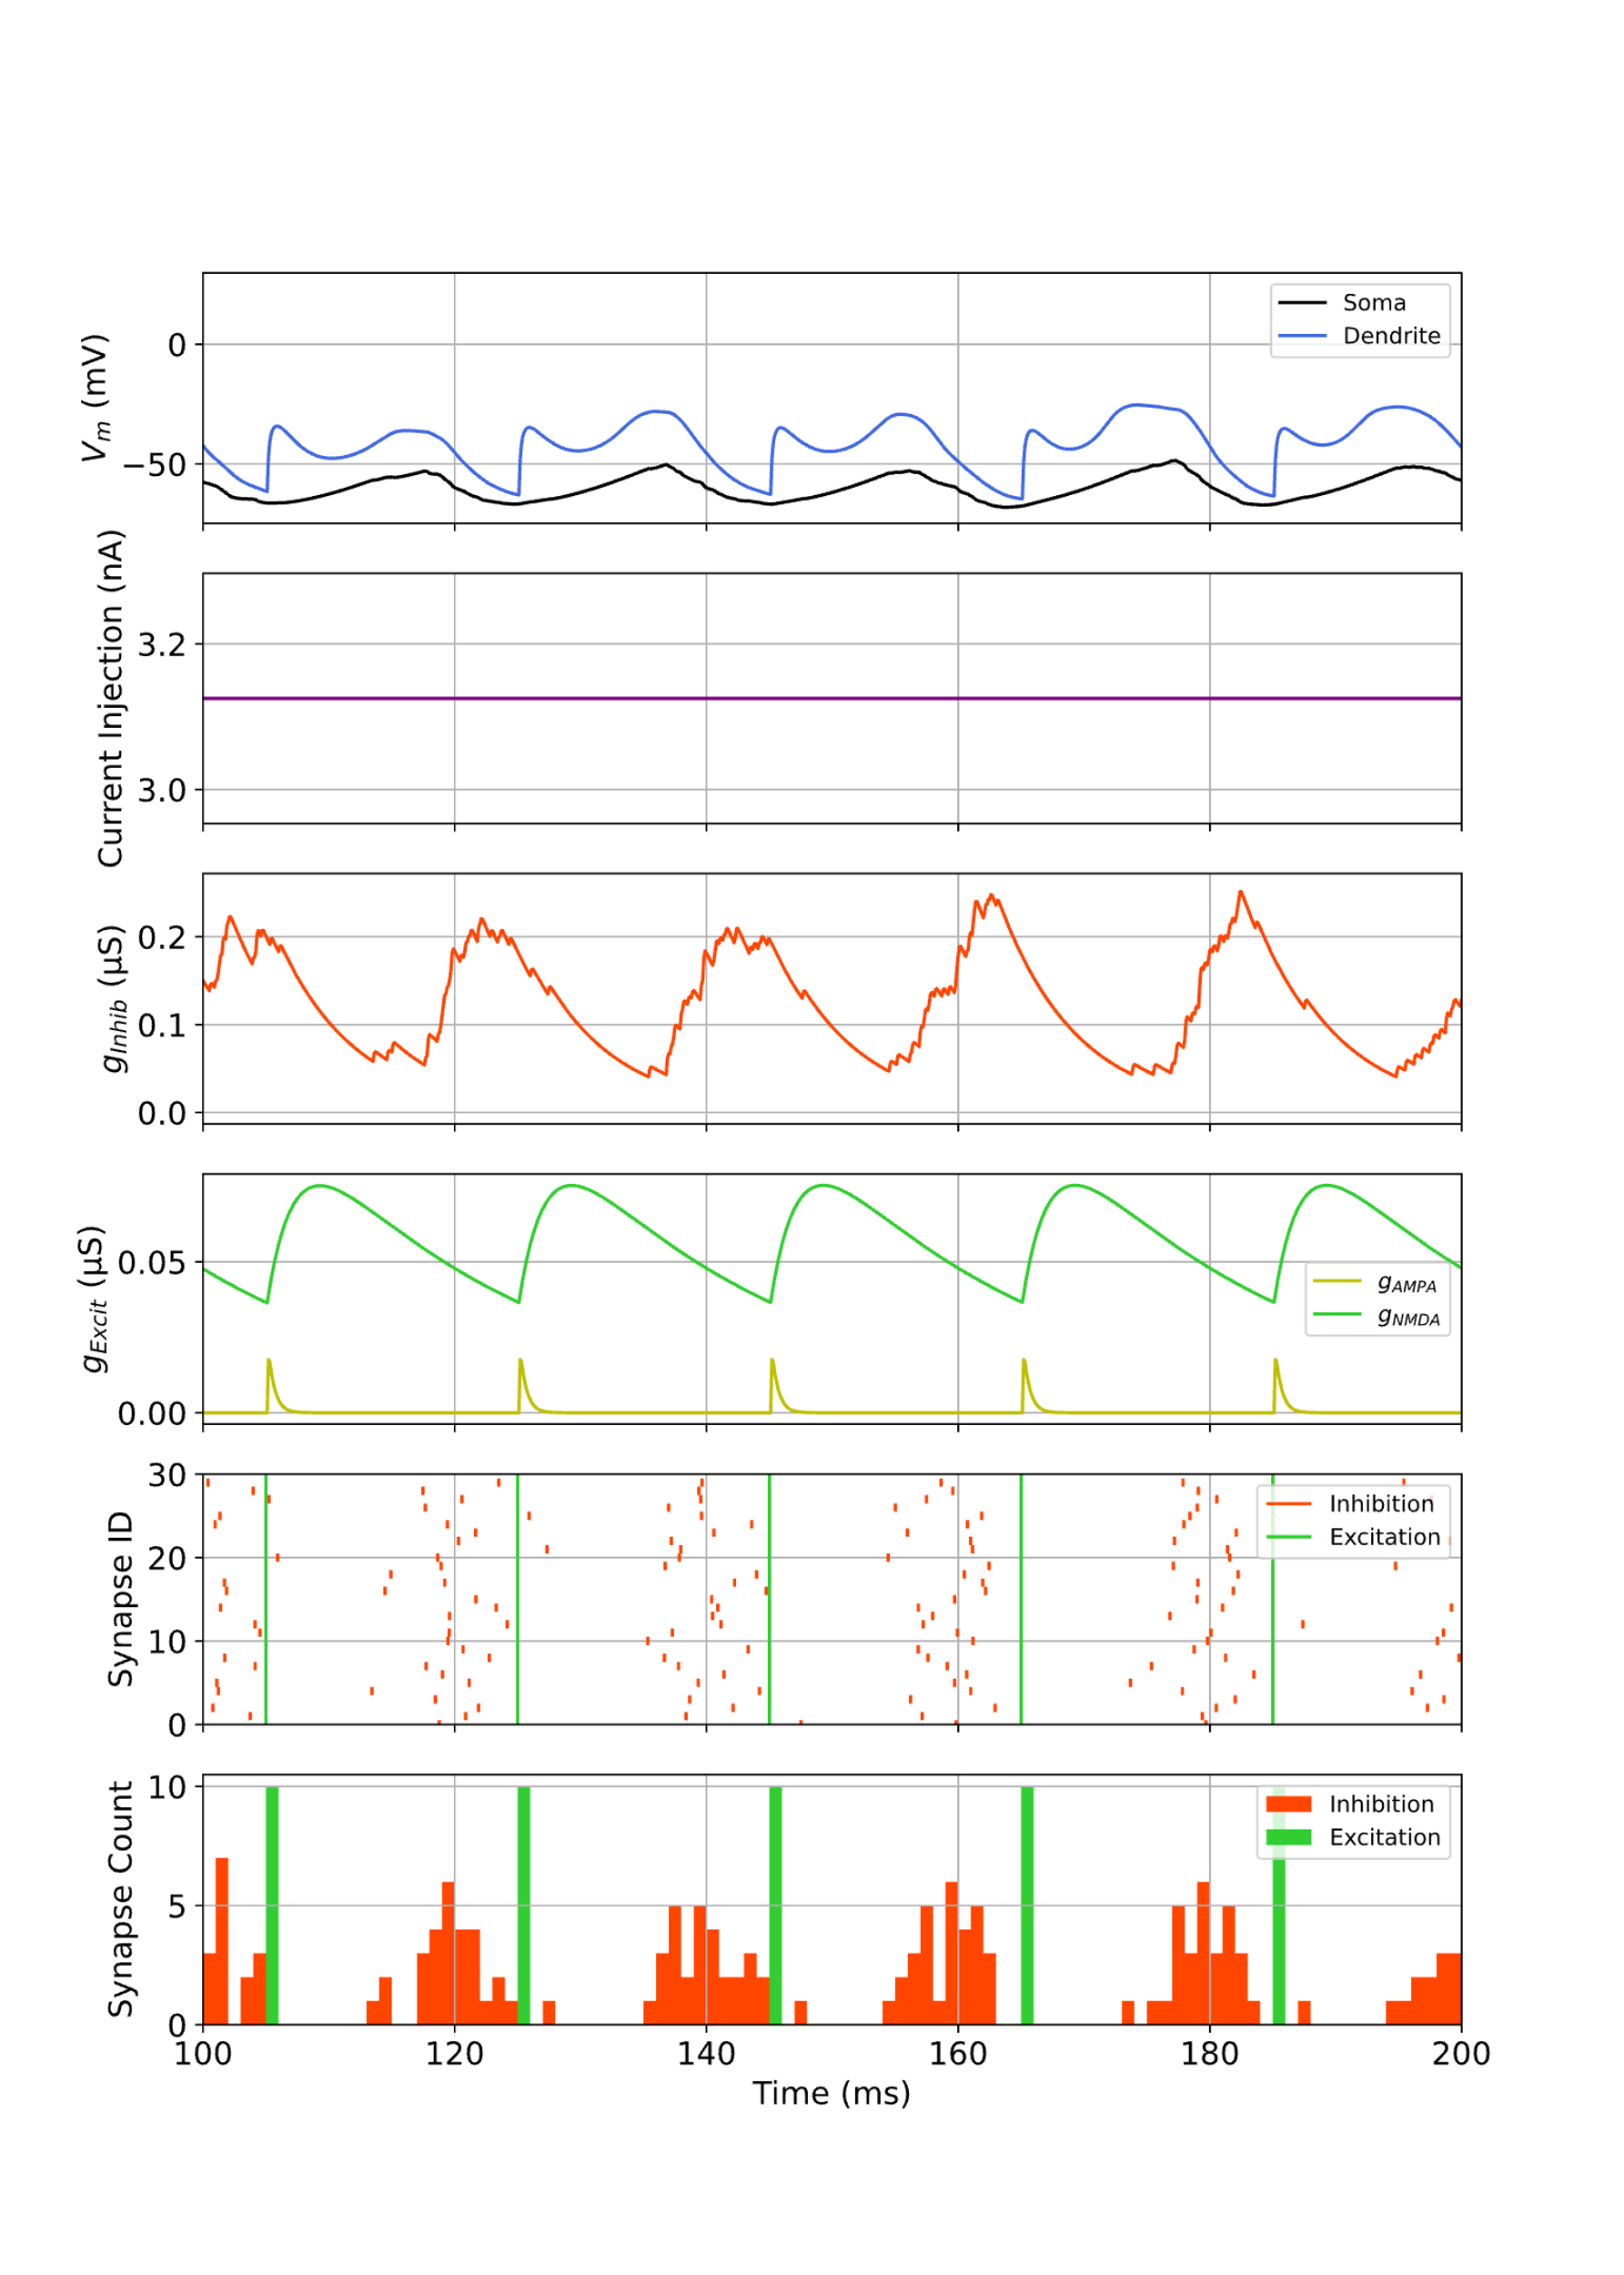 Vm (mV)
0
−50
Soma
Dendrite
Current Injection (nA)
3.2
3.0
gInhib (µS)
0.2
0.1
0.0
gExcit (µS)
0.05
0.00
gAMPA
gNMDA
Synapse ID
30
20
10
0
Inhibition
Excitation
Synapse Count
10
5
0
Inhibition
Excitation
100 120 140 160 180 200
Time (ms)